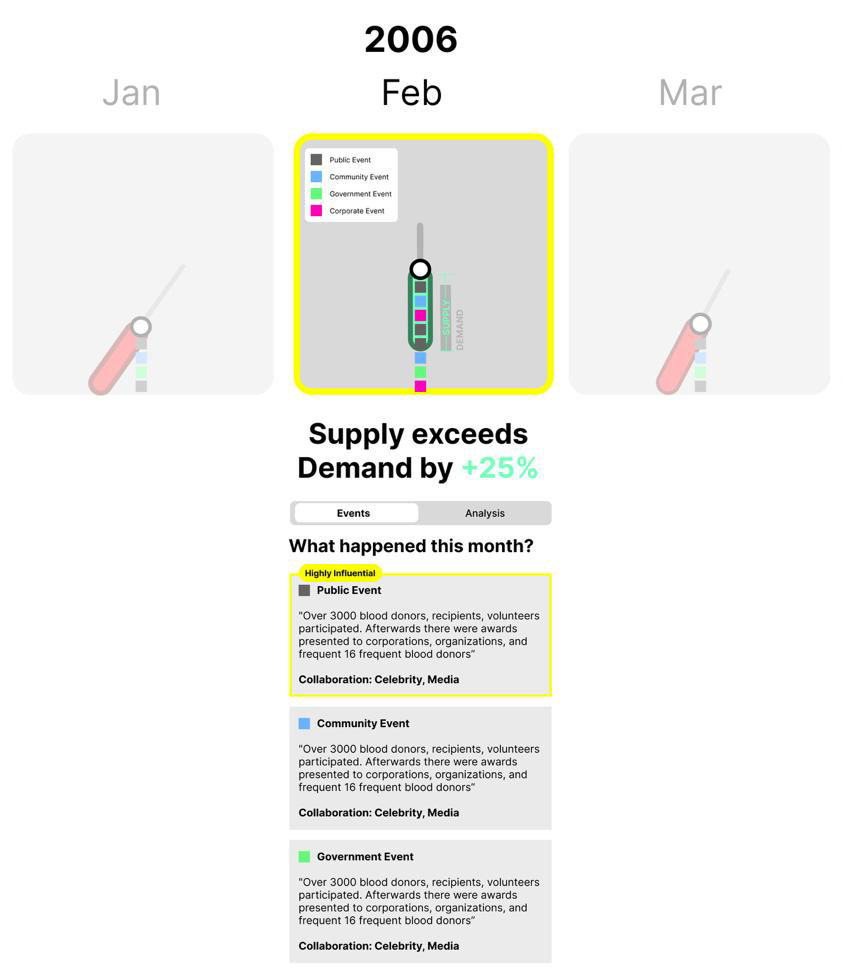 2006
Jan
Feb
Mar
Public Event
Community Event
Government Event
Corporate Event
SUPPLY
DEMAND
Supply exceeds
Demand by +25%
Events
Analysis
What happened this month?
Highly Influential
Public Event
"Over 3000 blood donors, recipients, volunteers
participated. Afterwards there were awards
presented to corporations, organizations, and
frequent 16 frequent blood donors”
Collaboration: Celebrity, Media
Community Event
"Over 3000 blood donors, recipients, volunteers
participated. Afterwards there were awards
presented to corporations, organizations, and
frequent 16 frequent blood donors”
Collaboration: Celebrity, Media
Government Event
"Over 3000 blood donors, recipients, volunteers
participated. Afterwards there were awards
presented to corporations, organizations, and
frequent 16 frequent blood donors”
Collaboration: Celebrity, Media